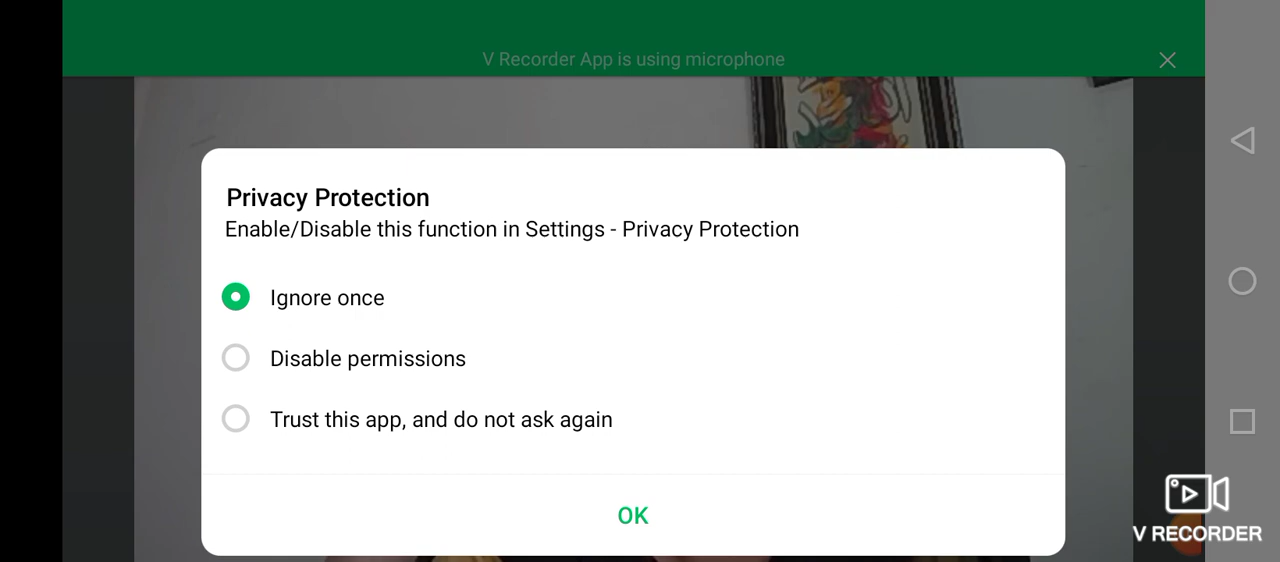 V Recorder App is using microphone
Privacy Protection
Enable/Disable this function in Settings - Privacy Protection
Ignore once
Disable permissions
Trust this app, and do not ask again
OK
V RECORDER